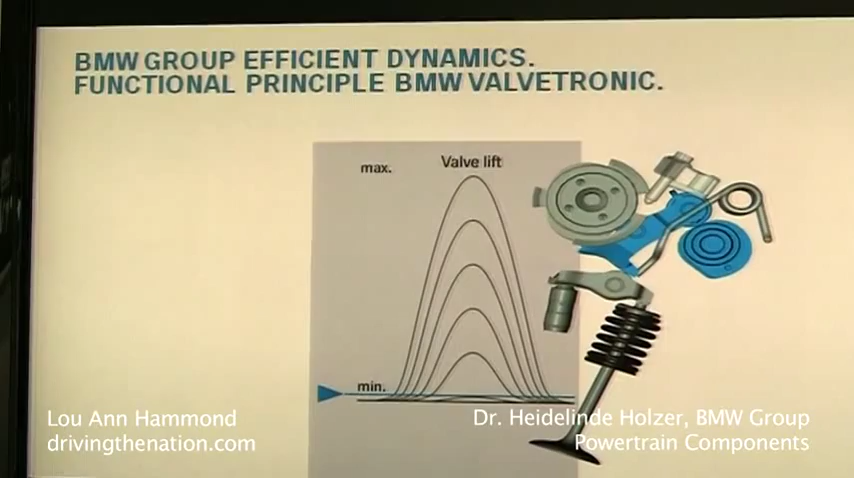 BMW GROUP EFFICIENT DYNAMICS.
FUNCTIONAL PRINCIPLE BMW VALVETRONIC.
max.
Valve lift
min.
Lou Ann Hammond
drivingthenation.com
Dr. Heidelinde Holzer, BMW Group
Powertrain Components